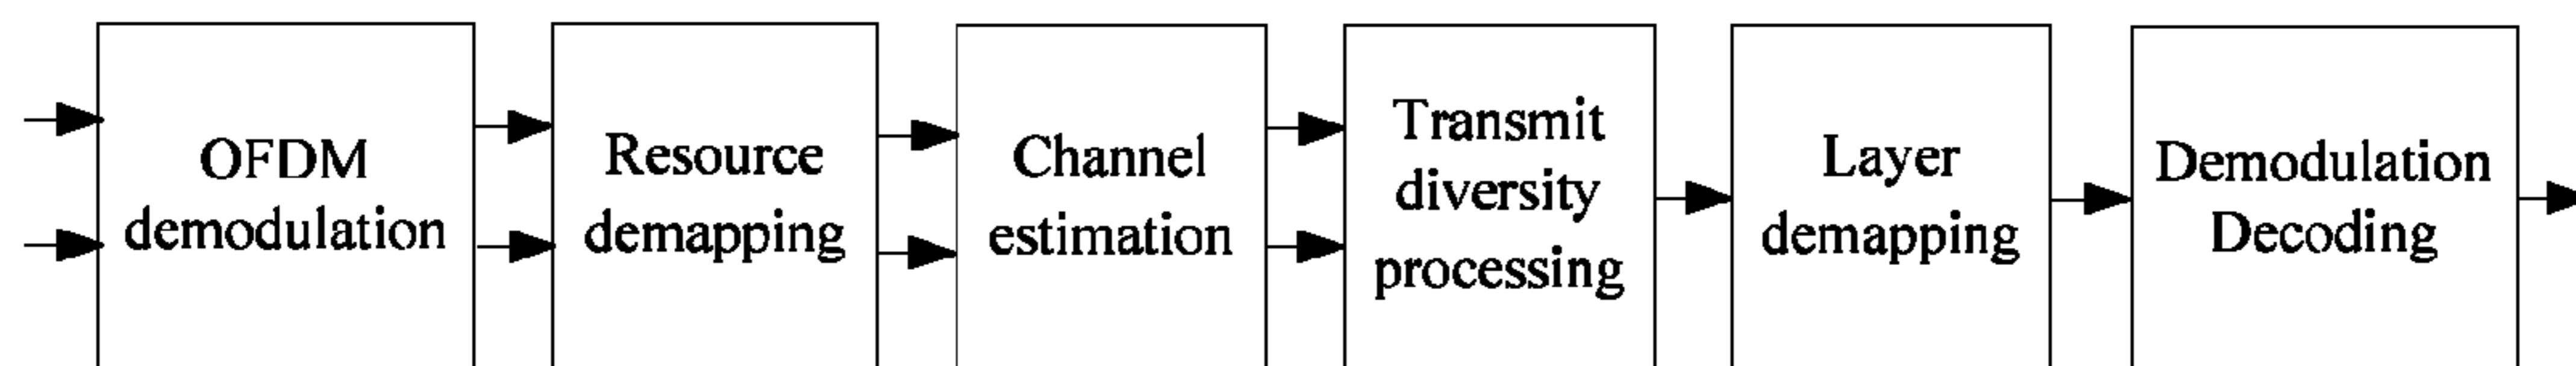 OFDM
demodulation
Resource
demapping
Channel
estimation
Transmit
diversity
processing
Layer
demapping
Demodulation
Decoding